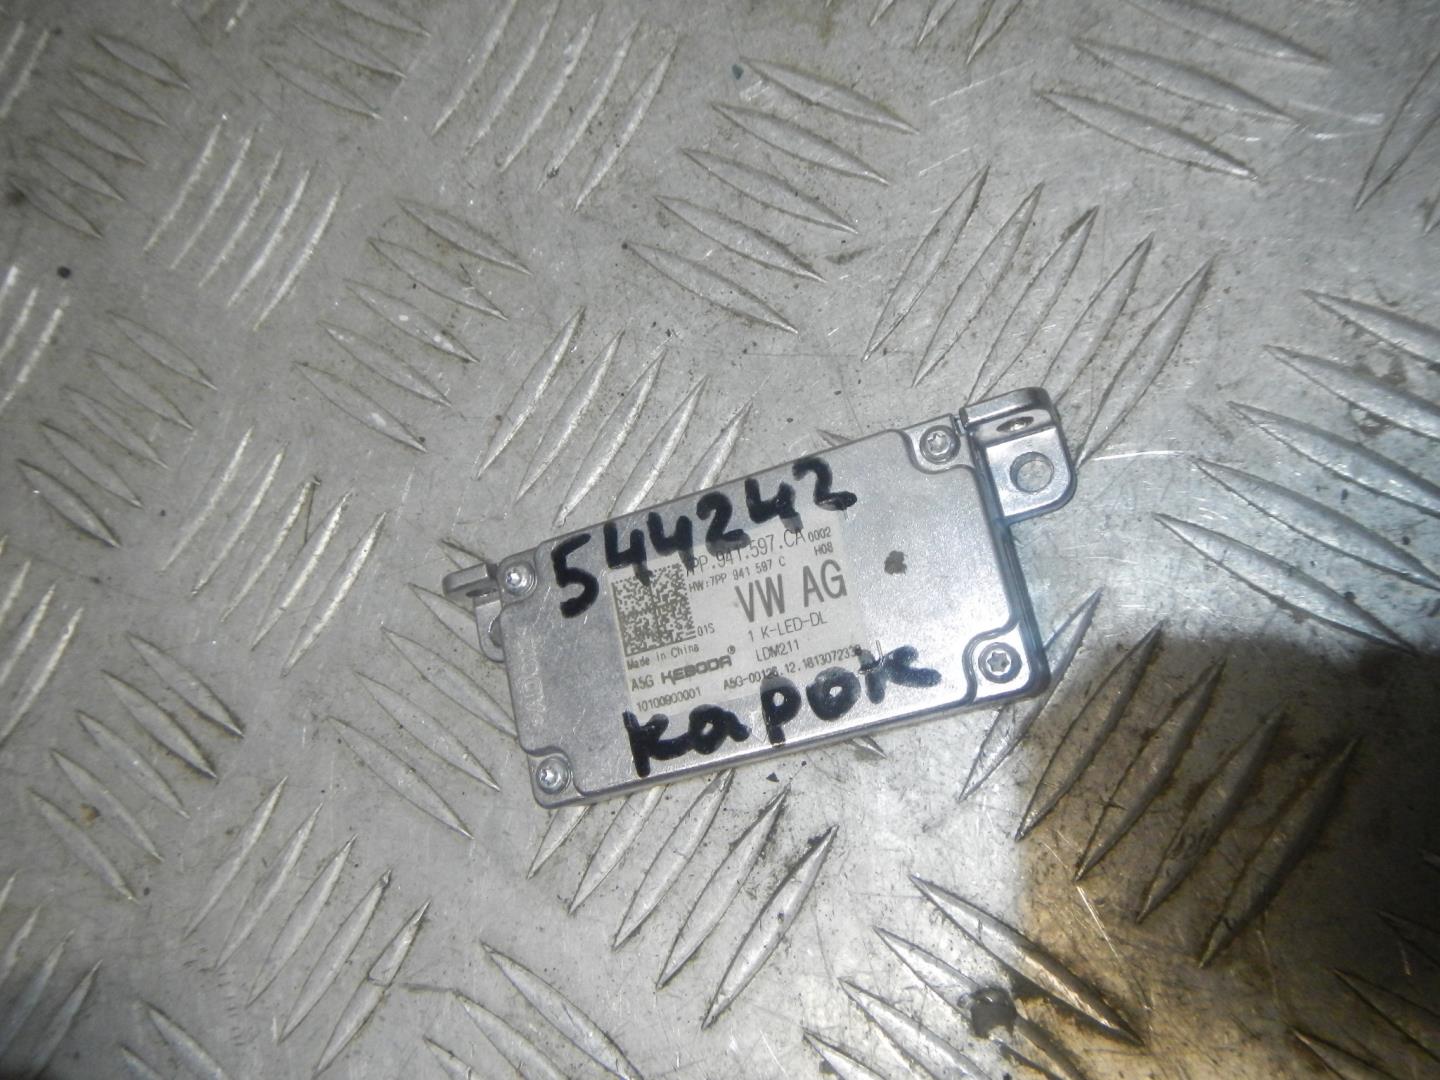 544242
7PP.941.597.CA 0002
HW:7PP 941 597 C H08
VW AG
01S
1 K-LED-DL
Made in China
LDM211
A5G KEBODA®
10100900001
карок